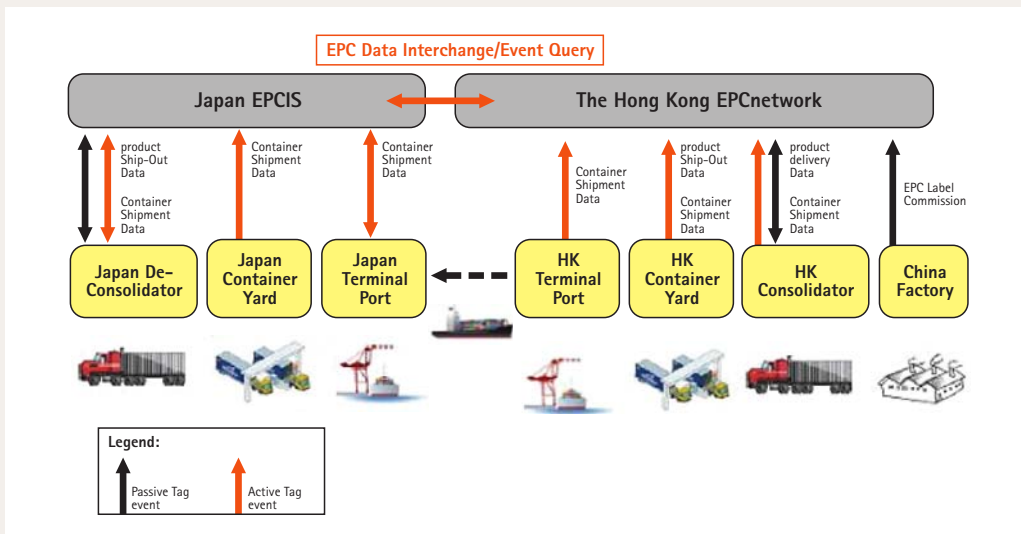 EPC Data Interchange/Event Query
Japan EPCIS
The Hong Kong EPCnetwork
product
Ship-Out
Data
Container
Shipment
Data
Container
Shipment
Data
Container
Shipment
Data
Container
Shipment
Data
product
Ship-Out
Data
Container
Shipment
Data
product
delivery
Data
Container
Shipment
Data
EPC Label
Commission
Japan De-
Consolidator
Japan
Container
Yard
Japan
Terminal
Port
HK
Terminal
Port
HK
Container
Yard
HK
Consolidator
China
Factory
Legend:
Passive Tag
event
Active Tag
event